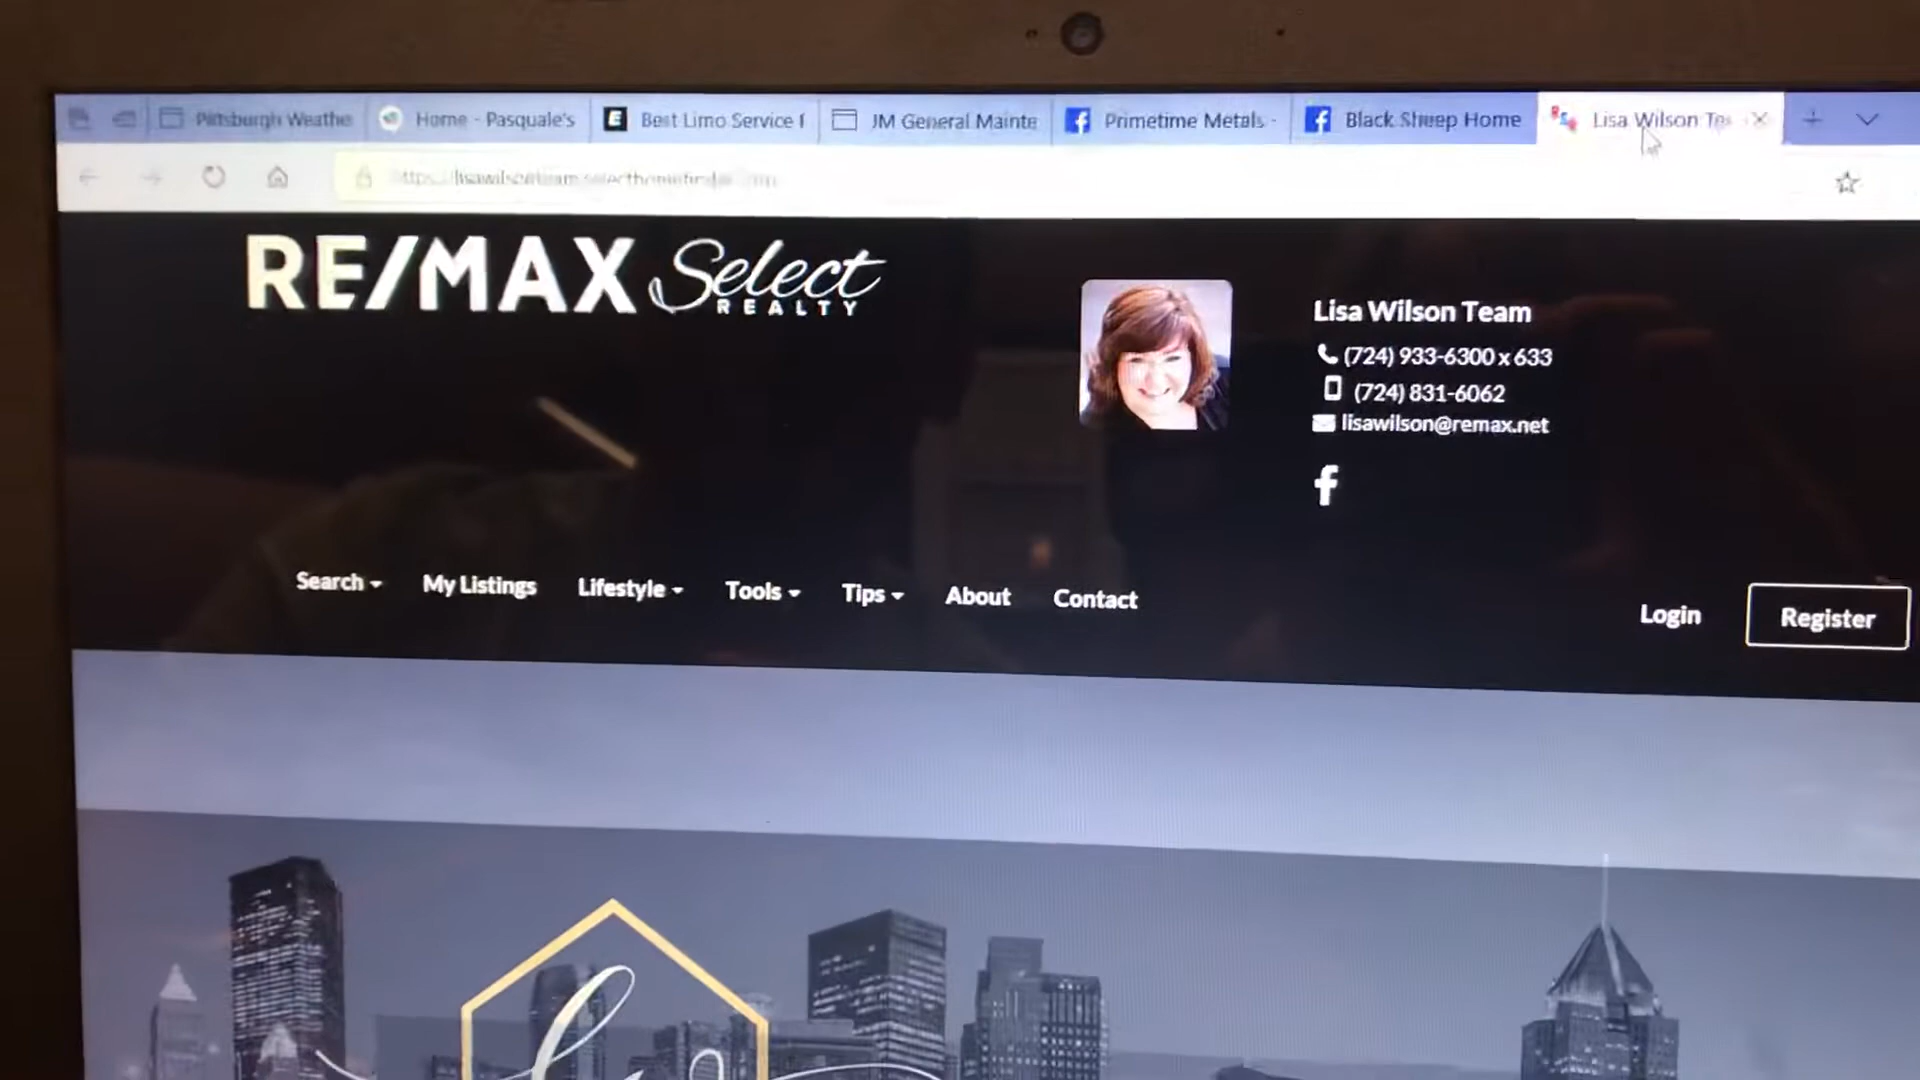 Pittsburgh Weathe
Home - Pasquale's
Best Limo Service f
JM General Mainte
Primetime Metals -
Black Sheep Home
Lisa Wilson Tea
RE/MAX Select
REALTY
Lisa Wilson Team
(724) 933-6300 x 633
(724) 831-6062
lisawilson@remax.net
Search
My Listings
Lifestyle
Tools
Tips
About
Contact
Login
Register